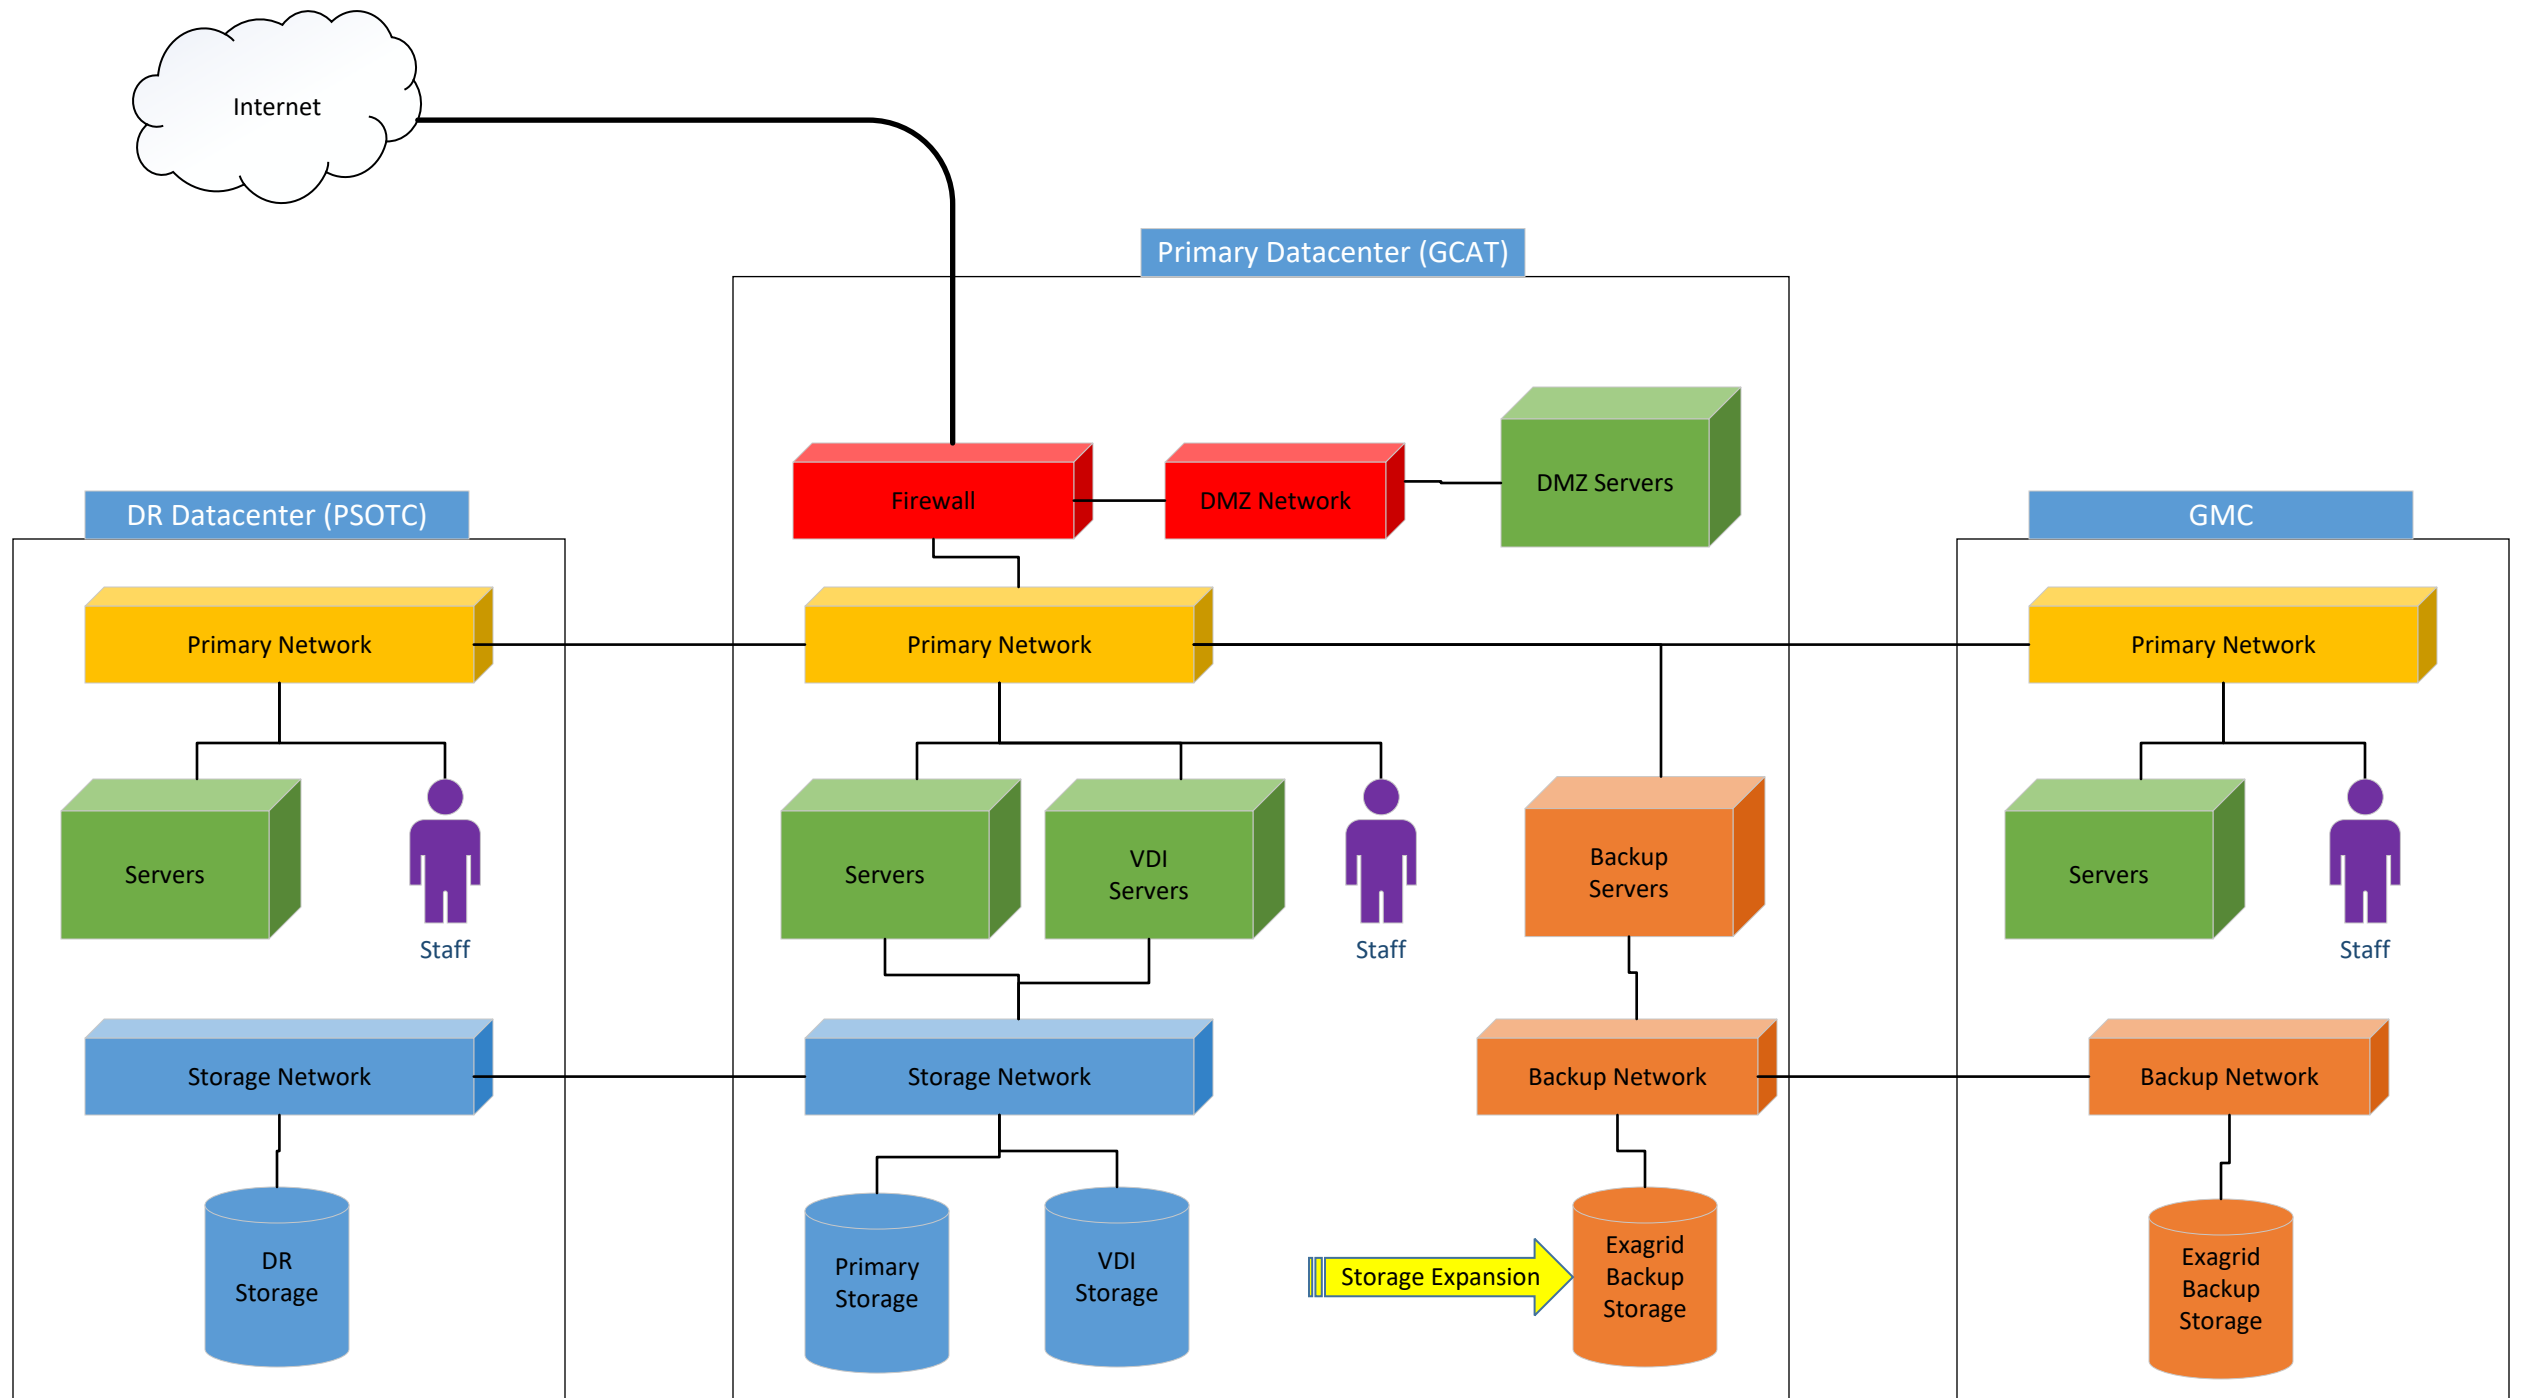 Internet
Primary Datacenter (GCAT)
DMZ Servers
Firewall
DMZ Network
DR Datacenter (PSOTC)
GMC
Primary Network
Primary Network
Primary Network
Servers
Staff
Servers
VDI
Servers
Staff
Backup
Servers
Servers
Staff
Storage Network
Storage Network
Backup Network
Backup Network
DR
Storage
Primary
Storage
VDI
Storage
Storage Expansion
Exagrid
Backup
Storage
Exagrid
Backup
Storage